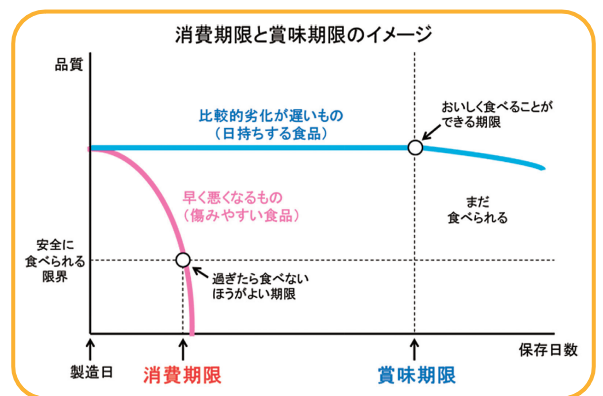 消費期限と賞味期限のイメージ
品質
比較的劣化が遅いもの
（日持ちする食品）
おいしく食べることが
できる期限
早く悪くなるもの
（傷みやすい食品）
まだ
食べられる
安全に
食べられる
限界
過ぎたら食べない
ほうがよい期限
保存日数
製造日
消費期限
賞味期限